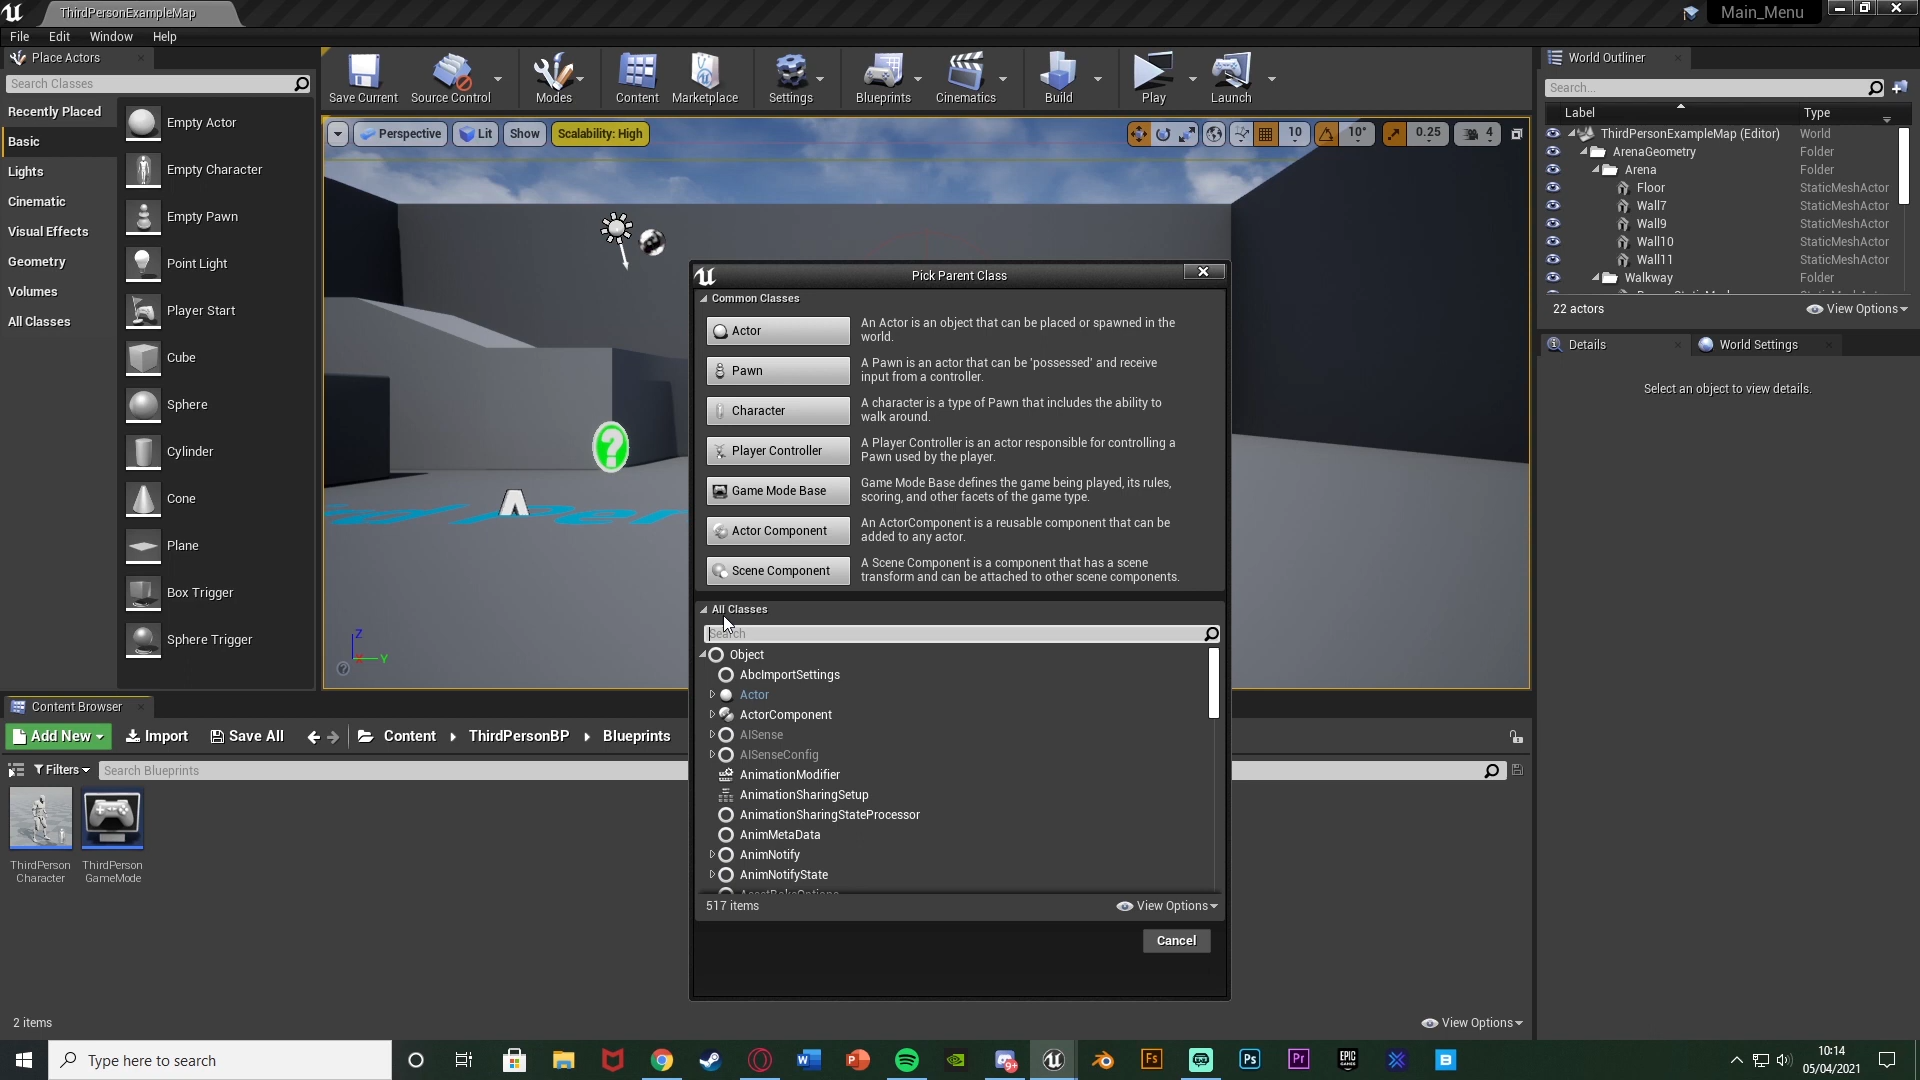 ThirdPersonExampleMap
Main_Menu
File Edit Window Help
Place Actors
Search Classes
Recently Placed
Basic
Lights
Cinematic
Visual Effects
Geometry
Volumes
All Classes
Empty Actor
Empty Character
Empty Pawn
Point Light
Player Start
Cube
Sphere
Cylinder
Cone
Plane
Box Trigger
Sphere Trigger
Save Current
Source Control
Modes
Content
Marketplace
Settings
Blueprints
Cinematics
Build
Play
Launch
Perspective Lit Show Scalability: High
10 10° 0.25 4
Z
Y
Pick Parent Class
Common Classes
Actor
An Actor is an object that can be placed or spawned in the
world.
Pawn
A Pawn is an actor that can be 'possessed' and receive
input from a controller.
Character
A character is a type of Pawn that includes the ability to
walk around.
Player Controller
A Player Controller is an actor responsible for controlling a
Pawn used by the player.
Game Mode Base
Game Mode Base defines the game being played, its rules,
scoring, and other facets of the game type.
Actor Component
An ActorComponent is a reusable component that can be
added to any actor.
Scene Component
A Scene Component is a component that has a scene
transform and can be attached to other scene components.
All Classes
Search
Object
AbcImportSettings
Actor
ActorComponent
AISense
AISenseConfig
AnimationModifier
AnimationSharingSetup
AnimationSharingStateProcessor
AnimMetaData
AnimNotify
AnimNotifyState
517 items
View Options
Cancel
World Outliner
Search...
Label Type
ThirdPersonExampleMap (Editor) World
ArenaGeometry Folder
Arena Folder
Floor StaticMeshActor
Wall7 StaticMeshActor
Wall9 StaticMeshActor
Wall10 StaticMeshActor
Wall11 StaticMeshActor
Walkway Folder
22 actors
View Options
Details
World Settings
Select an object to view details.
Content Browser
Add New Import Save All Content ThirdPersonBP Blueprints
Filters
Search Blueprints
ThirdPerson
Character
ThirdPerson
GameMode
2 items
View Options
Type here to search
9+
Fs
Ps
Pr
EPIC
GAMES
10:14
05/04/2021